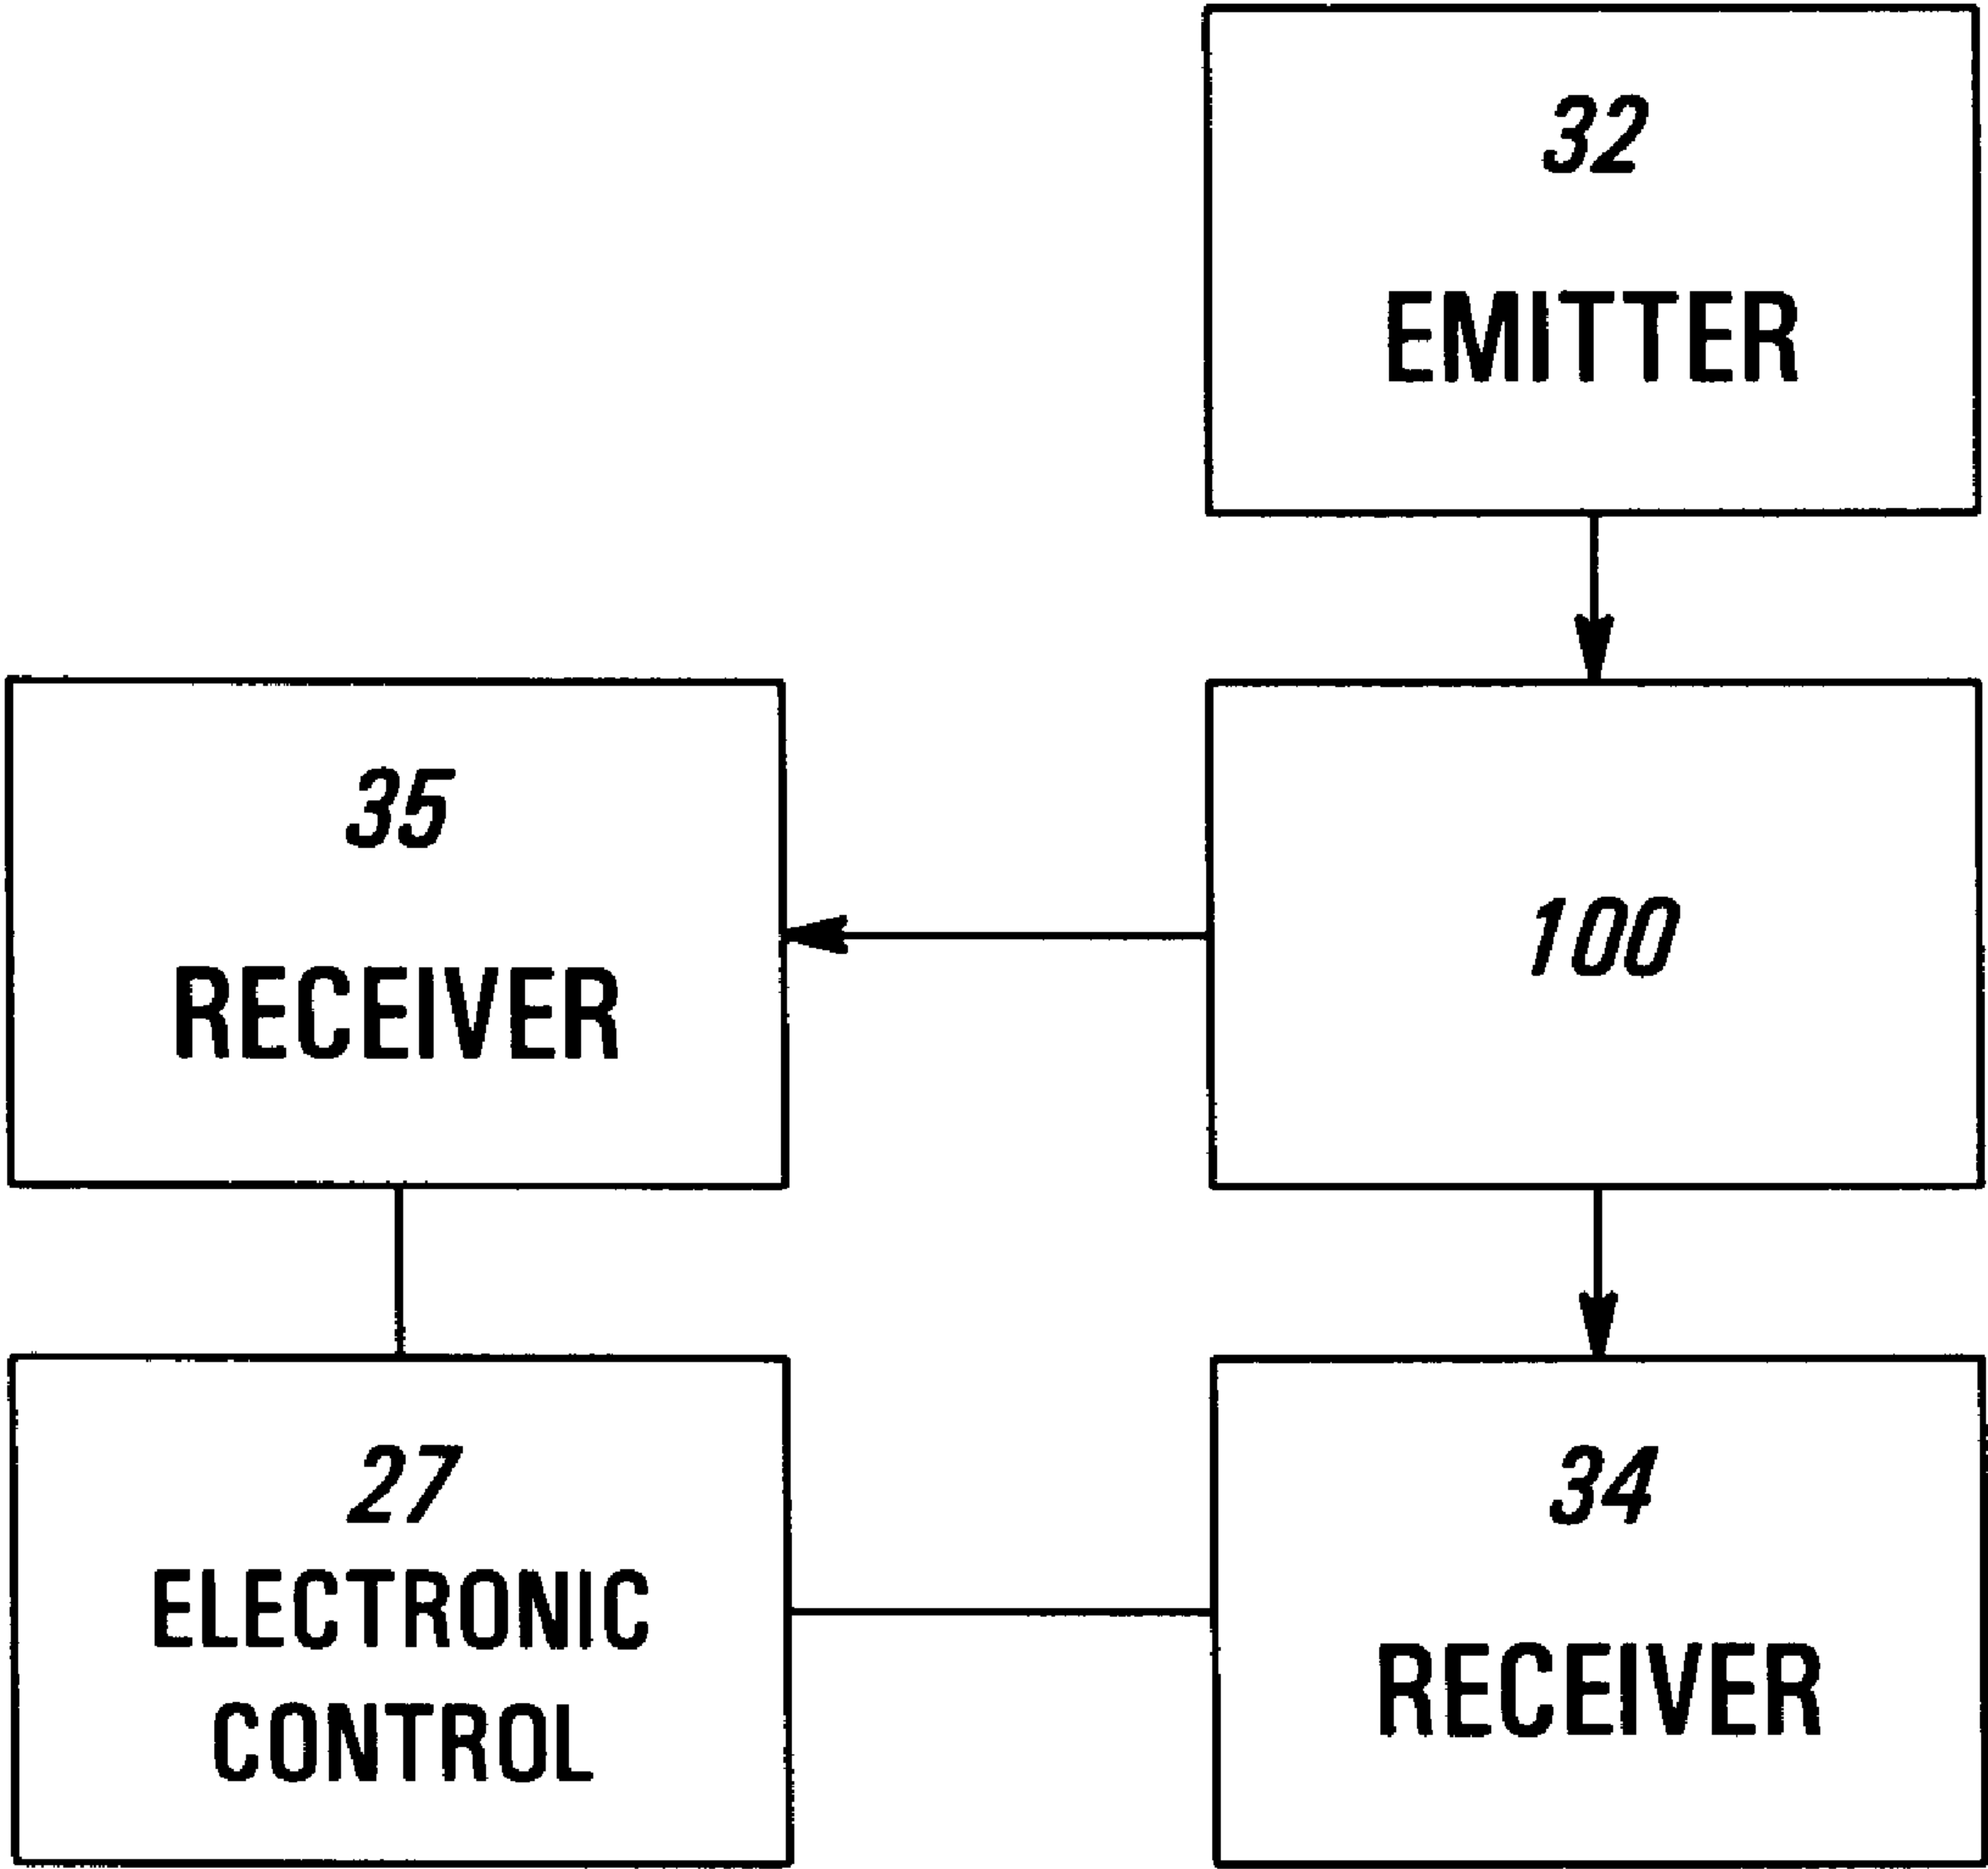 32
EMITTER
35
RECEIVER
100
27
ELECTRONIC
CONTROL
34
RECEIVER